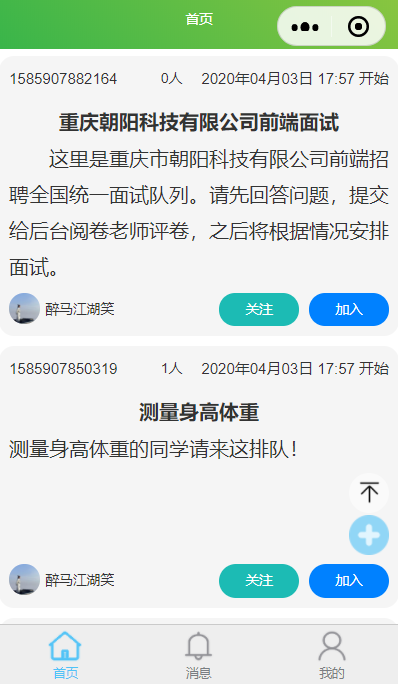 首页
1585907882164 0人 2020年04月03日 17:57 开始
重庆朝阳科技有限公司前端面试
这里是重庆市朝阳科技有限公司前端招
聘全国统一面试队列。请先回答问题，提交
给后台阅卷老师评卷，之后将根据情况安排
面试。
醉马江湖笑 关注 加入
1585907850319 1人 2020年04月03日 17:57 开始
测量身高体重
测量身高体重的同学请来这排队！
醉马江湖笑 关注 加入
首页 消息 我的